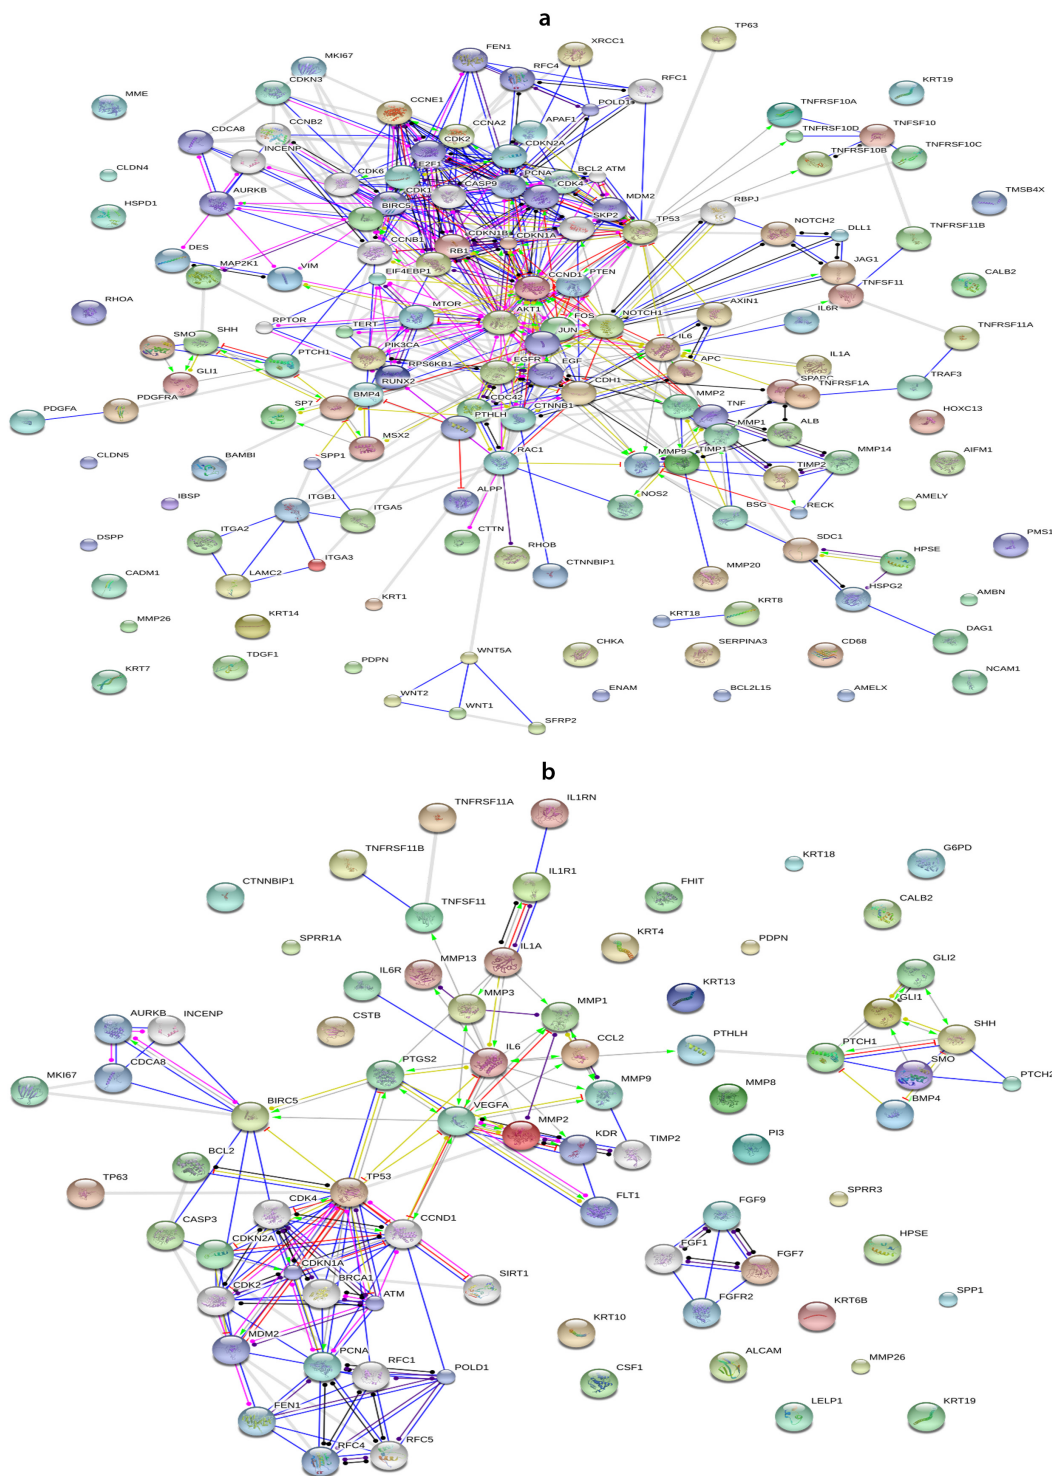 a
TP63
XRCC1
FEN1
MKI67
RFC4
RFC1
CDKN3
KRT19
MME
CCNE1
POLD1
TNFRSF10A
TNFSF10
CCNB2
CCNA2
APAF1
TNFRSF10D
CDCA8
CDK2
CDKN2A
TNFRSF10B
TNFRSF10C
INCENP
E2F1
CLDN4
CDK6
PCNA
BCL2
ATM
CASP9
CDK1
CDK4
MDM2
AURKB
BIRC5
RBPJ
TMSB4X
HSPD1
SKP2
TP53
NOTCH2
CDKN1B
CDKN1A
DLL1
TNFRSF11B
DES
CCNB1
RB1
MAP2K1
VIM
JAG1
EIF4EBP1
CCND1
PTEN
TNFSF11
CALB2
RHOA
MTOR
AXIN1
IL6R
RPTOR
AKT1
FOS
NOTCH1
TERT
JUN
IL6
TNFRSF11A
SMO
SHH
PIK3CA
PTCH1
RPS6KB1
EGFR
EGF
APC
IL1A
GLI1
RUNX2
CDH1
SPARC
TNFRSF1A
TRAF3
BMP4
CDC42
MMP2
PDGFA
PDGFRA
SP7
PTHLH
CTNNB1
TNF
HOXC13
MMP1
ALB
MSX2
CLDN5
BAMBI
SPP1
RAC1
MMP9
TIMP1
TIMP2
MMP14
AIFM1
IBSP
ITGB1
ALPP
NOS2
BSG
RECK
AMELY
ITGA2
ITGA5
DSPP
CTTN
RHOB
SDC1
HPSE
PMS1
ITGA3
CADM1
LAMC2
CTNNBIP1
MMP20
HSPG2
AMBN
KRT1
MMP26
KRT14
KRT18
KRT8
DAG1
KRT7
TDGF1
PDPN
WNT5A
CHKA
SERPINA3
CD68
NCAM1
WNT2
WNT1
SFRP2
ENAM
BCL2L15
AMELX
b
TNFRSF11A
IL1RN
TNFRSF11B
IL1R1
KRT18
G6PD
CTNNBIP1
TNFSF11
FHIT
CALB2
SPRR1A
IL1A
KRT4
PDPN
IL6R
MMP13
GLI2
MMP3
KRT13
GLI1
AURKB
INCENP
CSTB
MMP1
IL6
PTHLH
SHH
PTGS2
CCL2
PTCH1
CDCA8
SMO
PTCH2
MKI67
BIRC5
VEGFA
MMP9
MMP8
BMP4
MMP2
KDR
TIMP2
PI3
BCL2
TP53
TP63
CDK4
FLT1
SPRR3
CASP3
CCND1
FGF9
CDKN2A
FGF1
HPSE
CDKN1A
FGF7
CDK2
BRCA1
ATM
SIRT1
SPP1
FGFR2
MDM2
KRT10
KRT6B
PCNA
RFC1
POLD1
CSF1
ALCAM
MMP26
FEN1
LELP1
KRT19
RFC4
RFC5